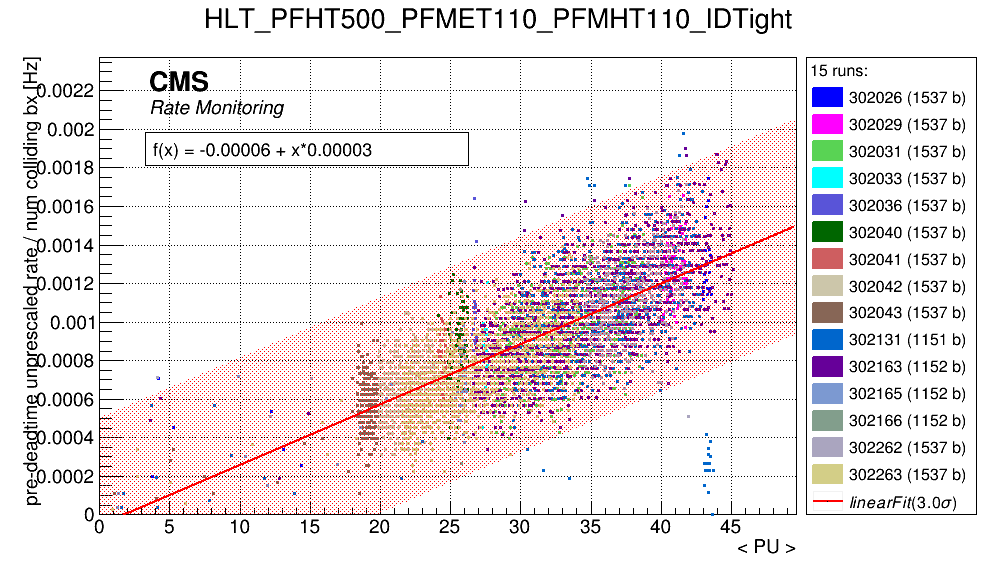 HLT_PFHT500_PFMET110_PFMHT110_IDTight
pre-deadtime unprescaled rate / num colliding bx [Hz]
CMS
Rate Monitoring
f(x) = -0.00006 + x*0.00003
0.0022
0.002
0.0018
0.0016
0.0014
0.0012
0.001
0.0008
0.0006
0.0004
0.0002
0
0 5 10 15 20 25 30 35 40 45
< PU >
15 runs:
302026 (1537 b)
302029 (1537 b)
302031 (1537 b)
302033 (1537 b)
302036 (1537 b)
302040 (1537 b)
302041 (1537 b)
302042 (1537 b)
302043 (1537 b)
302131 (1151 b)
302163 (1152 b)
302165 (1152 b)
302166 (1152 b)
302262 (1537 b)
302263 (1537 b)
linearFit(3.0σ)